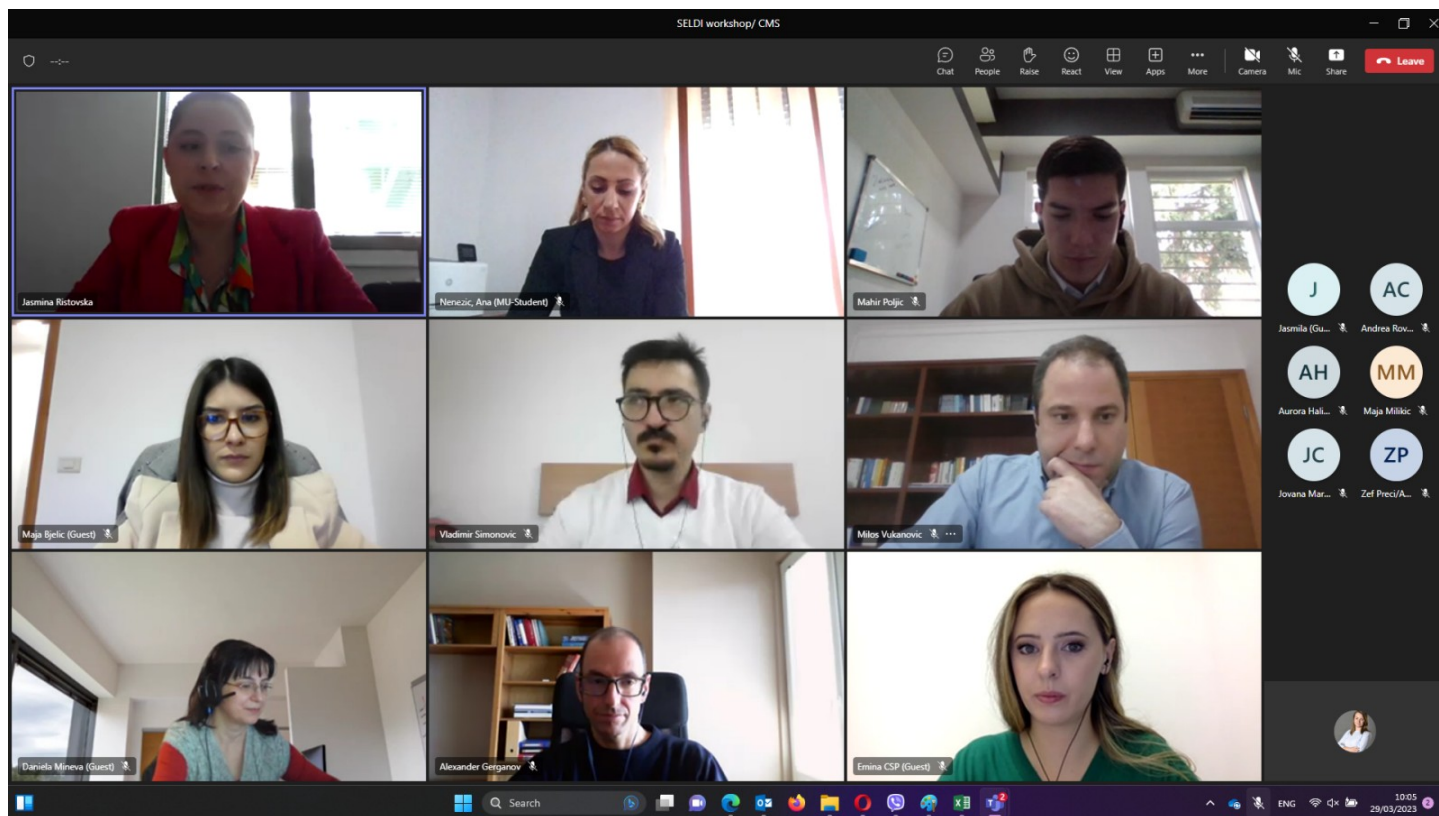 SELDI workshop/ CMS
--:--
Chat
People
Raise
React
View
Apps
More
Camera
Mic
Share
Leave
Jasmina Ristovska
Nenezic, Ana (MU-Student)
Mahir Poljic
Maja Bjelic (Guest)
Vladimir Simonovic
Milos Vukanovic
Daniela Mineva (Guest)
Alexander Gerganov
Emina CSP (Guest)
J
AC
Jasmila (Gu...
Andrea Rov...
AH
MM
Aurora Hali...
Maja Milikic
JC
ZP
Jovana Mar...
Zef Preci/A...
Search
2
ENG
10:05
29/03/2023
2